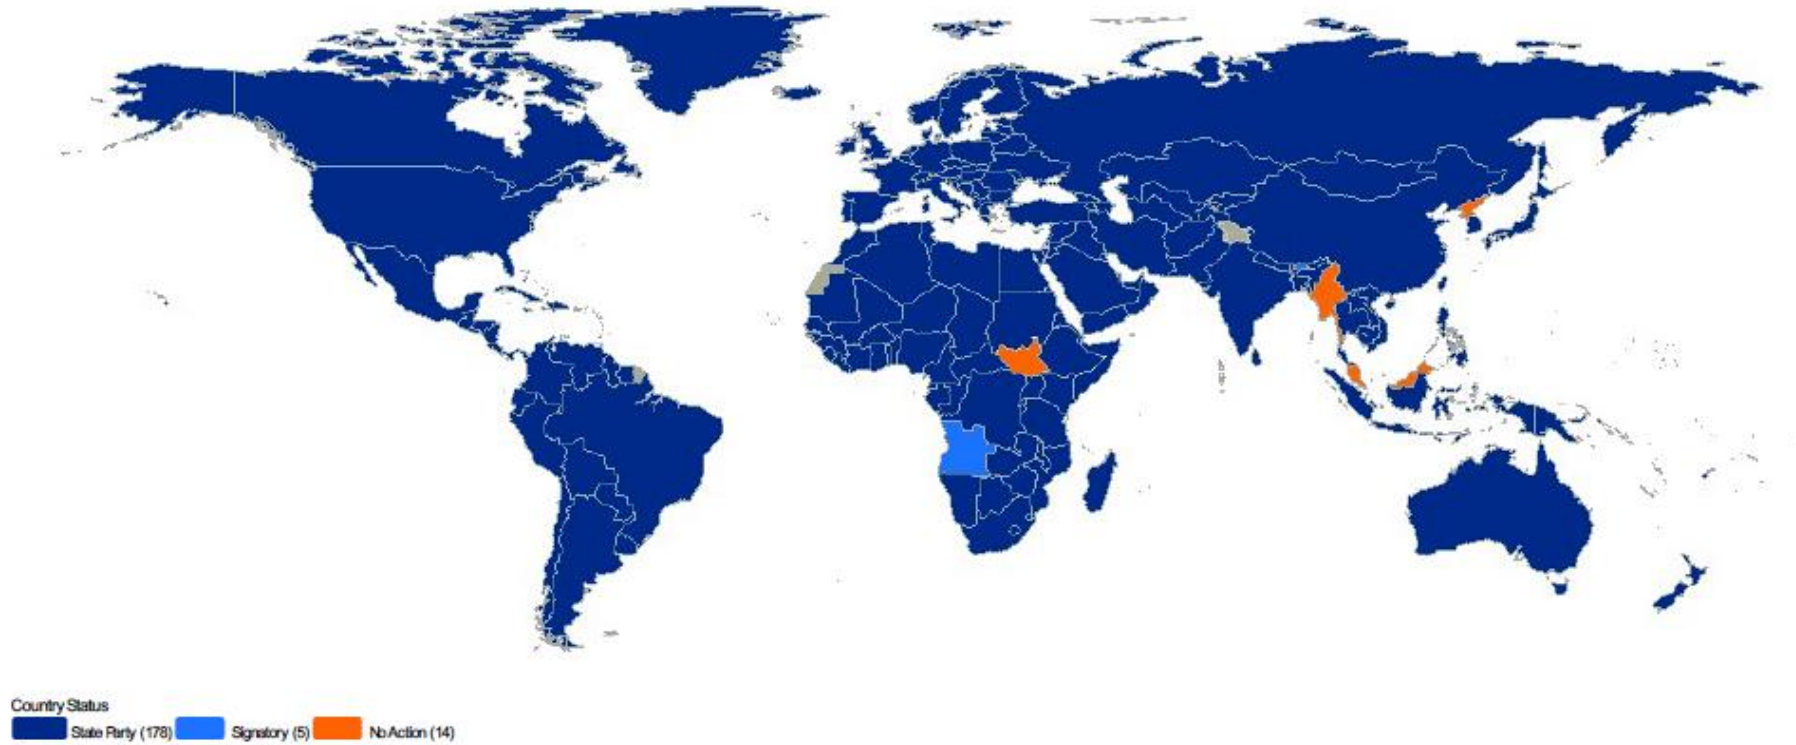 Country Status
State Party (178) Signatory (5) No Action (14)